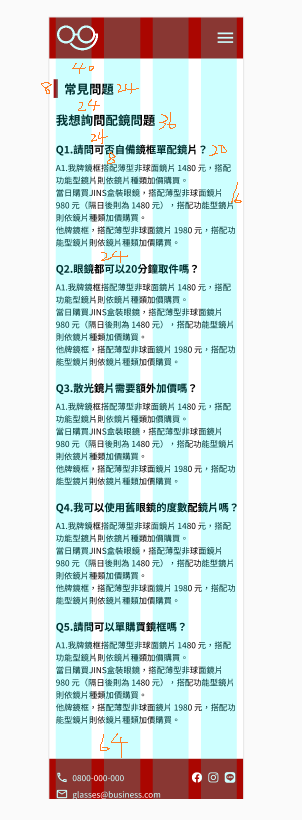 40
8 常見問題 24
24
我想詢問配鏡問題 36
24
Q1.請問可否自備鏡框單配鏡片？ 20
8
A1.我牌鏡框搭配薄型非球面鏡片 1480 元，搭配
功能型鏡片則依鏡片種類加價購買。
當日購買JINS盒裝眼鏡，搭配薄型非球面鏡片 16
980 元（隔日後則為 1480 元），搭配功能型鏡片
則依鏡片種類加價購買。
他牌鏡框，搭配薄型非球面鏡片 1980 元，搭配功
能型鏡片則依鏡片種類加價購買。
24
Q2.眼鏡都可以20分鐘取件嗎？
A1.我牌鏡框搭配薄型非球面鏡片 1480 元，搭配
功能型鏡片則依鏡片種類加價購買。
當日購買JINS盒裝眼鏡，搭配薄型非球面鏡片
980 元（隔日後則為 1480 元），搭配功能型鏡片
則依鏡片種類加價購買。
他牌鏡框，搭配薄型非球面鏡片 1980 元，搭配功
能型鏡片則依鏡片種類加價購買。
Q3.散光鏡片需要額外加價嗎？
A1.我牌鏡框搭配薄型非球面鏡片 1480 元，搭配
功能型鏡片則依鏡片種類加價購買。
當日購買JINS盒裝眼鏡，搭配薄型非球面鏡片
980 元（隔日後則為 1480 元），搭配功能型鏡片
則依鏡片種類加價購買。
他牌鏡框，搭配薄型非球面鏡片 1980 元，搭配功
能型鏡片則依鏡片種類加價購買。
Q4.我可以使用舊眼鏡的度數配鏡片嗎？
A1.我牌鏡框搭配薄型非球面鏡片 1480 元，搭配
功能型鏡片則依鏡片種類加價購買。
當日購買JINS盒裝眼鏡，搭配薄型非球面鏡片
980 元（隔日後則為 1480 元），搭配功能型鏡片
則依鏡片種類加價購買。
他牌鏡框，搭配薄型非球面鏡片 1980 元，搭配功
能型鏡片則依鏡片種類加價購買。
Q5.請問可以單購買鏡框嗎？
A1.我牌鏡框搭配薄型非球面鏡片 1480 元，搭配
功能型鏡片則依鏡片種類加價購買。
當日購買JINS盒裝眼鏡，搭配薄型非球面鏡片
980 元（隔日後則為 1480 元），搭配功能型鏡片
則依鏡片種類加價購買。
他牌鏡框，搭配薄型非球面鏡片 1980 元，搭配功
能型鏡片則依鏡片種類加價購買。
64
0800-000-000
glasses@business.com